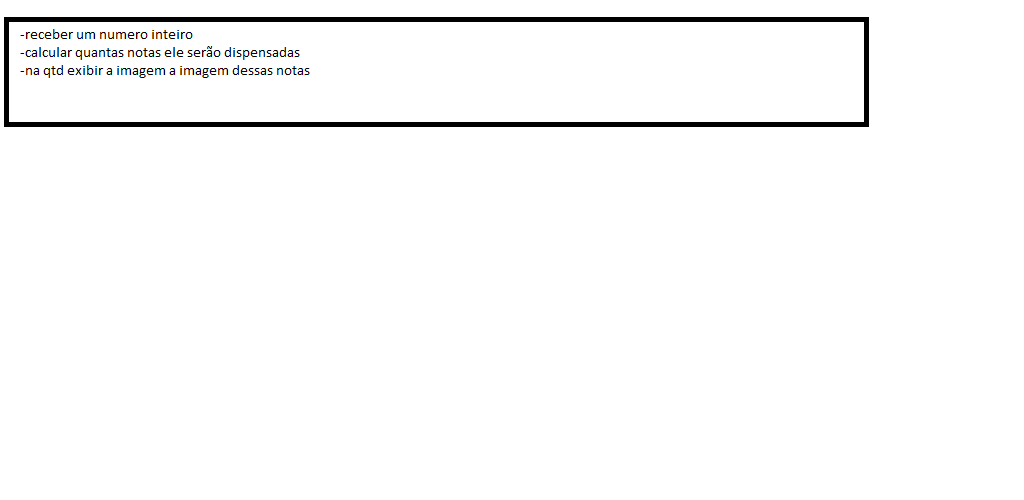 -receber um numero inteiro
-calcular quantas notas ele serão dispensadas
-na qtd exibir a imagem a imagem dessas notas